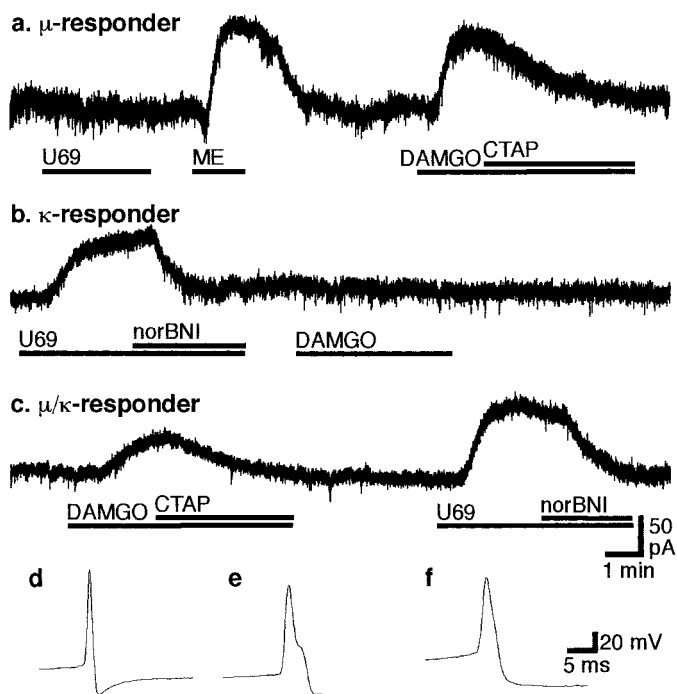 a. μ-responder
U69
ME
DAMGO
CTAP
b. κ-responder
U69
norBNI
DAMGO
c. μ/κ-responder
DAMGO
CTAP
U69
norBNI
50
pA
1 min
d
e
f
20 mV
5 ms